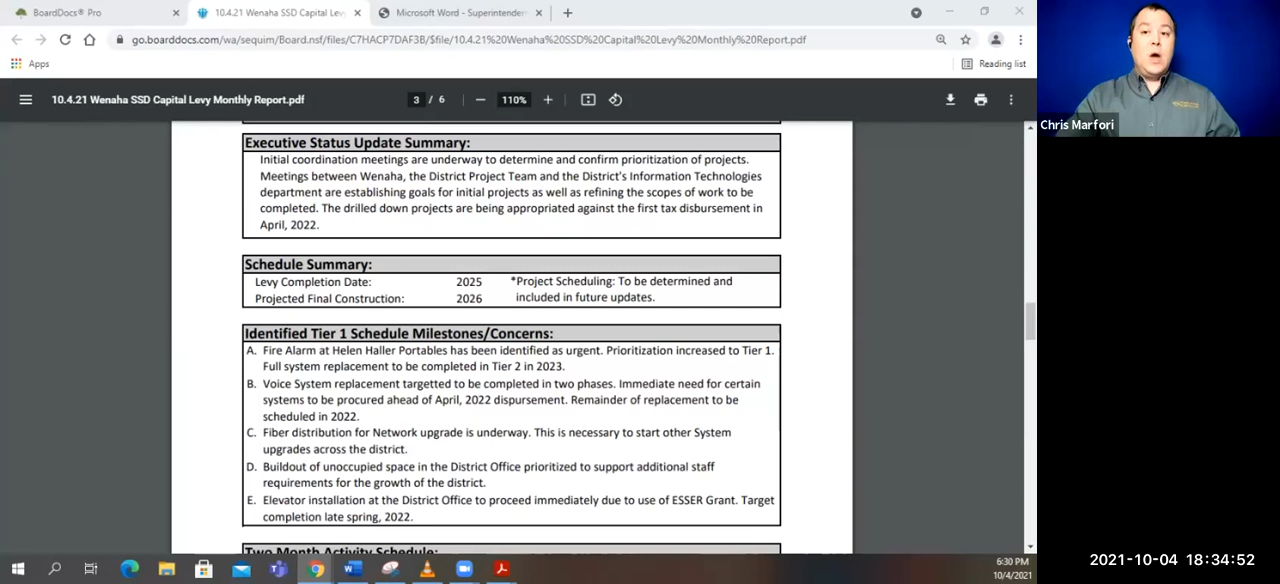 BoardDocs® Pro
10.4.21 Wenaha SSD Capital Lev
Microsoft Word - Superintender
go.boarddocs.com/wa/sequim/Board.nsf/files/C7HACP7DAF3B/$file/10.4.21%20Wenaha%20SSD%20Capital%20Levy%20Monthly%20Report.pdf
Apps
Reading list
10.4.21 Wenaha SSD Capital Levy Monthly Report.pdf
3 / 6
110%
Chris Marfori
Executive Status Update Summary:
Initial coordination meetings are underway to determine and confirm prioritization of projects.
Meetings between Wenaha, the District Project Team and the District's Information Technologies
department are establishing goals for initial projects as well as refining the scopes of work to be
completed. The drilled down projects are being appropriated against the first tax disbursement in
April, 2022.
Schedule Summary:
Levy Completion Date: 2025 *Project Scheduling: To be determined and
Projected Final Construction: 2026 included in future updates.
Identified Tier 1 Schedule Milestones/Concerns:
A. Fire Alarm at Helen Haller Portables has been identified as urgent. Prioritization increased to Tier 1.
Full system replacement to be completed in Tier 2 in 2023.
B. Voice System replacement targetted to be completed in two phases. Immediate need for certain
systems to be procured ahead of April, 2022 dispursement. Remainder of replacement to be
scheduled in 2022.
C. Fiber distribution for Network upgrade is underway. This is necessary to start other System
upgrades across the district.
D. Buildout of unoccupied space in the District Office prioritized to support additional staff
requirements for the growth of the district.
E. Elevator installation at the District Office to proceed immediately due to use of ESSER Grant. Target
completion late spring, 2022.
Two Month Activity Schedule:
6:30 PM
10/4/2021
2021-10-04 18:34:52